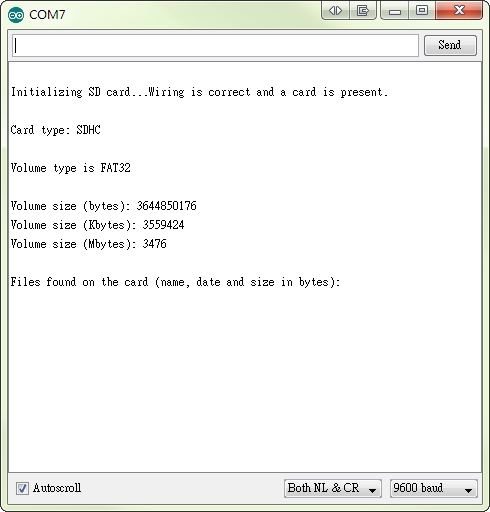 COM7
Send
Initializing SD card...Wiring is correct and a card is present.
Card type: SDHC
Volume type is FAT32
Volume size (bytes): 3644850176
Volume size (Kbytes): 3559424
Volume size (Mbytes): 3476
Files found on the card (name, date and size in bytes):
Autoscroll
Both NL & CR
9600 baud